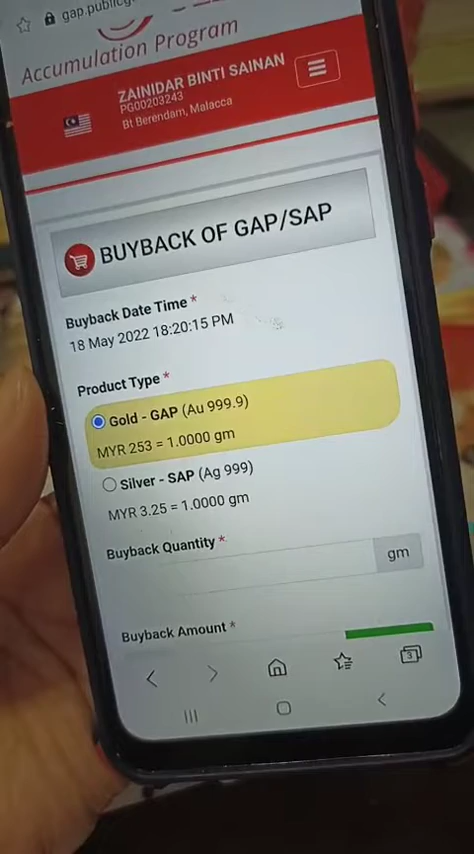 gap.publicg
Accumulation Program
ZAINIDAR BINTI SAINAN
PG00203243
Bt Berendam, Malacca
BUYBACK OF GAP/SAP
Buyback Date Time *
18 May 2022 18:20:15 PM
Product Type *
Gold - GAP (Au 999.9)
MYR 253 = 1.0000 gm
Silver - SAP (Ag 999)
MYR 3.25 = 1.0000 gm
Buyback Quantity *
gm
Buyback Amount *
3